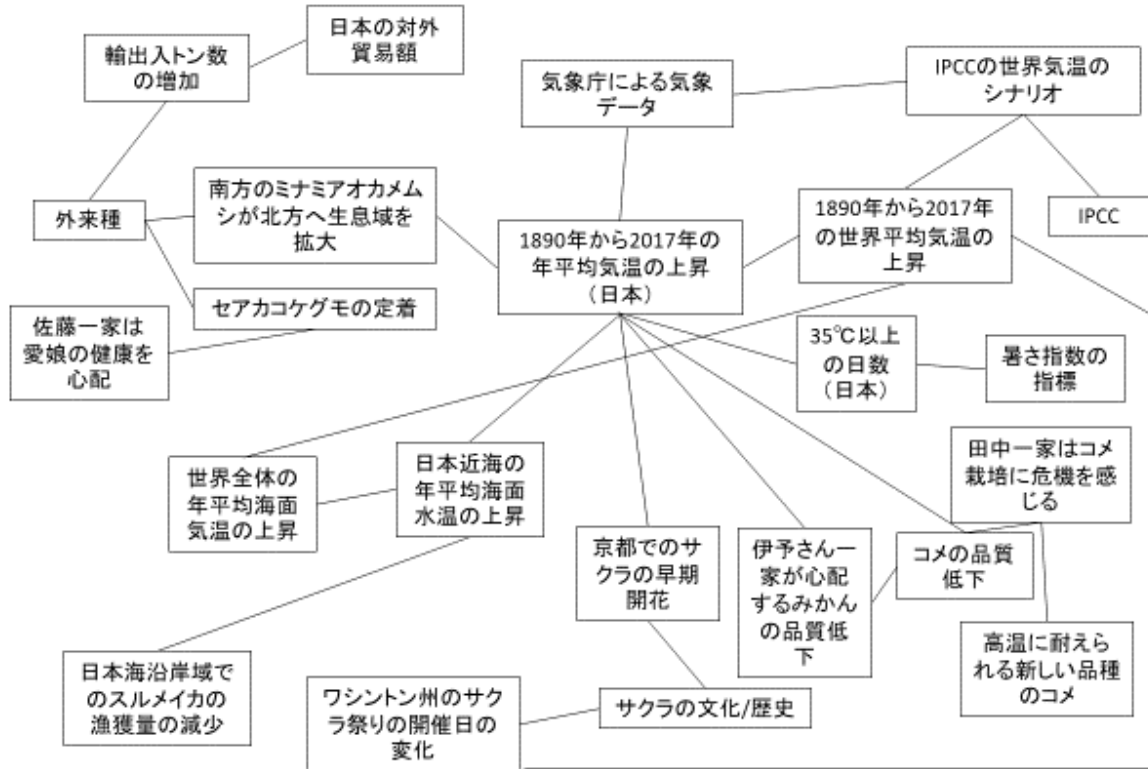 日本の対外
貿易額
輸出入トン数
の増加
気象庁による気象
データ
IPCCの世界気温の
シナリオ
南方のミナミアオカメム
シが北方へ生息域を
拡大
外来種
1890年から2017年の
年平均気温の上昇
（日本）
1890年から2017年
の世界平均気温の
上昇
IPCC
セアカコケグモの定着
佐藤一家は
愛娘の健康を
心配
35℃以上
の日数
（日本）
暑さ指数の
指標
世界全体の
年平均海面
気温の上昇
日本近海の
年平均海面
水温の上昇
田中一家はコメ
栽培に危機を感
じる
京都でのサ
クラの早期
開花
伊予さん一
家が心配
するみかん
の品質低
下
コメの品質
低下
日本海沿岸域で
のスルメイカの
漁獲量の減少
ワシントン州のサク
ラ祭りの開催日の
変化
サクラの文化/歴史
高温に耐えら
れる新しい品種
のコメ